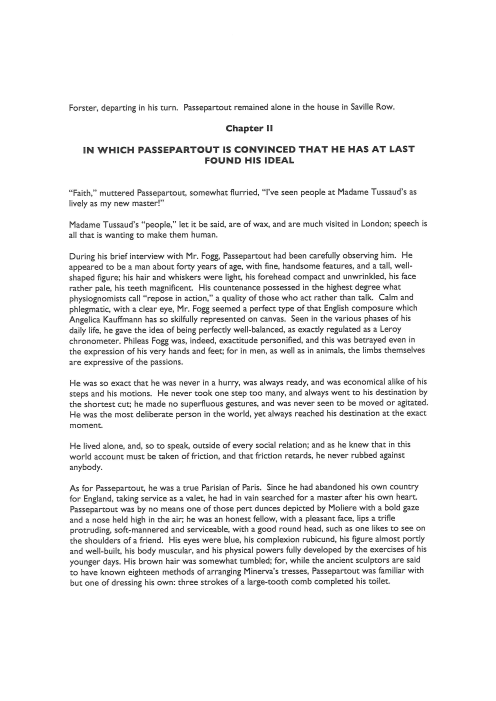 Forster, departing in his turn.  Passepartout remained alone in the house in Saville Row.
Chapter II
IN WHICH PASSEPARTOUT IS CONVINCED THAT HE HAS AT LAST
FOUND HIS IDEAL
“Faith,” muttered Passepartout, somewhat flurried, “I’ve seen people at Madame Tussaud’s as
lively as my new master!”
Madame Tussaud’s “people,” let it be said, are of wax, and are much visited in London; speech is
all that is wanting to make them human.
During his brief interview with Mr. Fogg, Passepartout had been carefully observing him.  He
appeared to be a man about forty years of age, with fine, handsome features, and a tall, well-
shaped figure; his hair and whiskers were light, his forehead compact and unwrinkled, his face
rather pale, his teeth magnificent.  His countenance possessed in the highest degree what
physiognomists call “repose in action,” a quality of those who act rather than talk.  Calm and
phlegmatic, with a clear eye, Mr. Fogg seemed a perfect type of that English composure which
Angelica Kauffmann has so skilfully represented on canvas.  Seen in the various phases of his
daily life, he gave the idea of being perfectly well-balanced, as exactly regulated as a Leroy
chronometer. Phileas Fogg was, indeed, exactitude personified, and this was betrayed even in
the expression of his very hands and feet; for in men, as well as in animals, the limbs themselves
are expressive of the passions.
He was so exact that he was never in a hurry, was always ready, and was economical alike of his
steps and his motions.  He never took one step too many, and always went to his destination by
the shortest cut; he made no superfluous gestures, and was never seen to be moved or agitated.
He was the most deliberate person in the world, yet always reached his destination at the exact
moment.
He lived alone, and, so to speak, outside of every social relation; and as he knew that in this
world account must be taken of friction, and that friction retards, he never rubbed against
anybody.
As for Passepartout, he was a true Parisian of Paris.  Since he had abandoned his own country
for England, taking service as a valet, he had in vain searched for a master after his own heart.
Passepartout was by no means one of those pert dunces depicted by Moliere with a bold gaze
and a nose held high in the air; he was an honest fellow, with a pleasant face, lips a trifle
protruding, soft-mannered and serviceable, with a good round head, such as one likes to see on
the shoulders of a friend.  His eyes were blue, his complexion rubicund, his figure almost portly
and well-built, his body muscular, and his physical powers fully developed by the exercises of his
younger days. His brown hair was somewhat tumbled; for, while the ancient sculptors are said
to have known eighteen methods of arranging Minerva’s tresses, Passepartout was familiar with
but one of dressing his own: three strokes of a large-tooth comb completed his toilet.